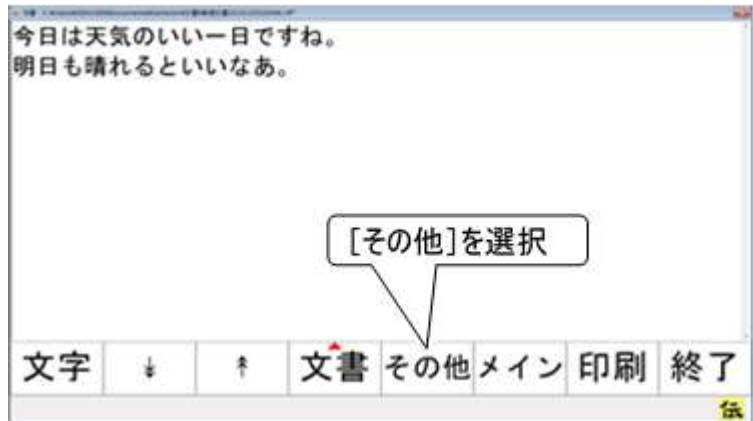 今日は天気のいい一日ですね。
明日も晴れるといいなあ。
[その他]を選択
文字 文書 その他 メイン 印刷 終了
伝